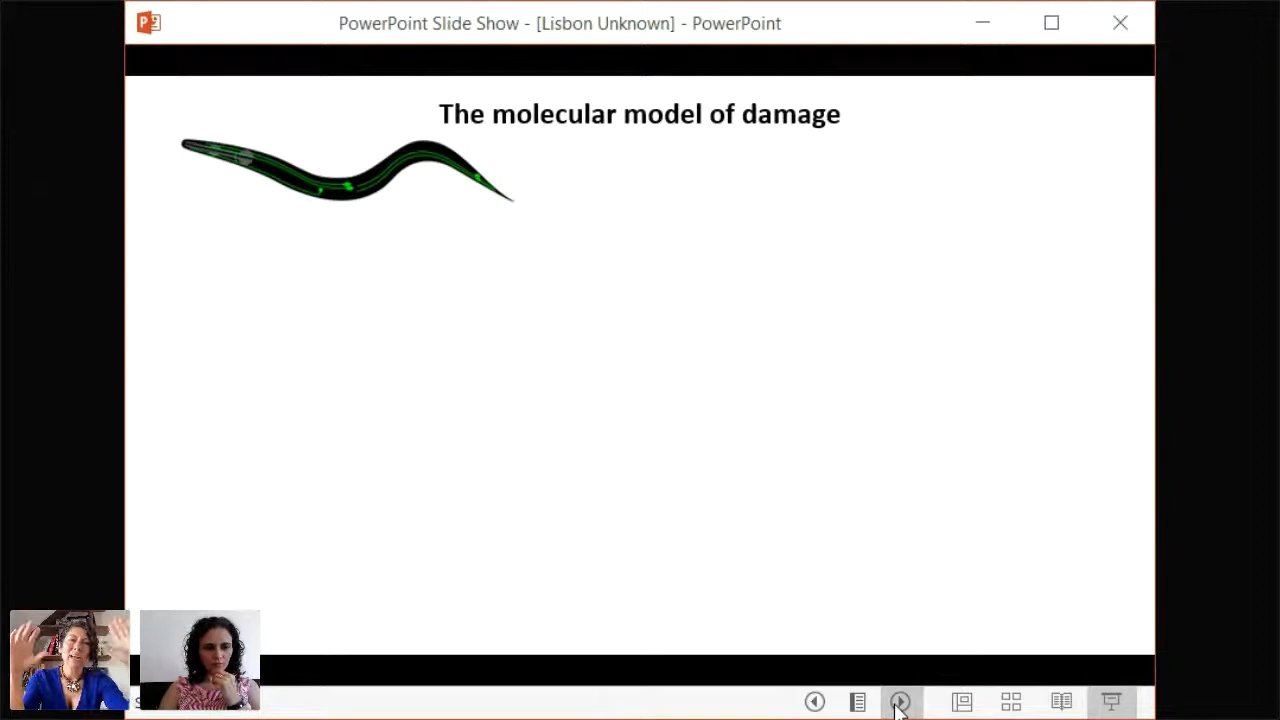 PowerPoint Slide Show - [Lisbon Unknown] - PowerPoint
The molecular model of damage